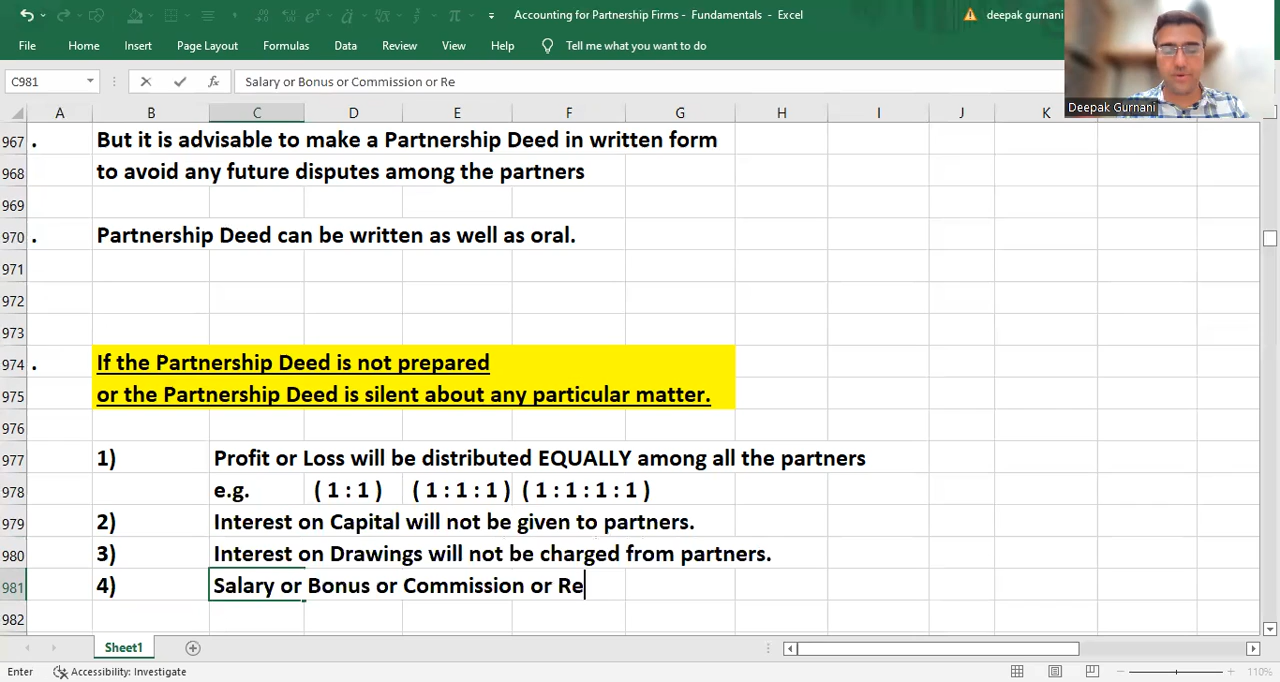 Accounting for Partnership Firms - Fundamentals - Excel
deepak gurnani
File Home Insert Page Layout Formulas Data Review View Help Tell me what you want to do
C981 fx Salary or Bonus or Commission or Re
Deepak Gurnani
A B C D E F G H I J K
967 . But it is advisable to make a Partnership Deed in written form
968 to avoid any future disputes among the partners
969
970 . Partnership Deed can be written as well as oral.
971
972
973
974 . If the Partnership Deed is not prepared
975 or the Partnership Deed is silent about any particular matter.
976
977 1) Profit or Loss will be distributed EQUALLY among all the partners
978 e.g. ( 1 : 1 ) ( 1 : 1 : 1 ) ( 1 : 1 : 1 : 1 )
979 2) Interest on Capital will not be given to partners.
980 3) Interest on Drawings will not be charged from partners.
981 4) Salary or Bonus or Commission or Re
982
Sheet1
Enter Accessibility: Investigate 110%